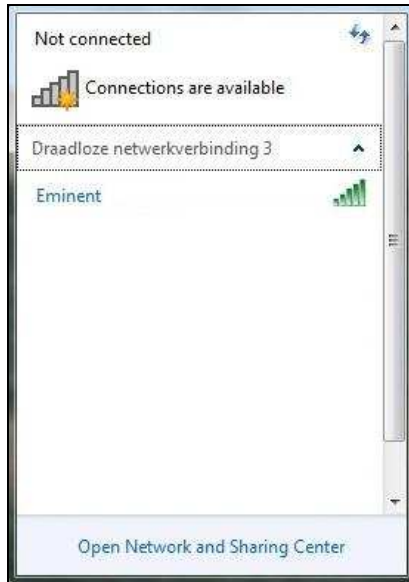 Not connected
Connections are available
Draadloze netwerkverbinding 3
Eminent
Open Network and Sharing Center